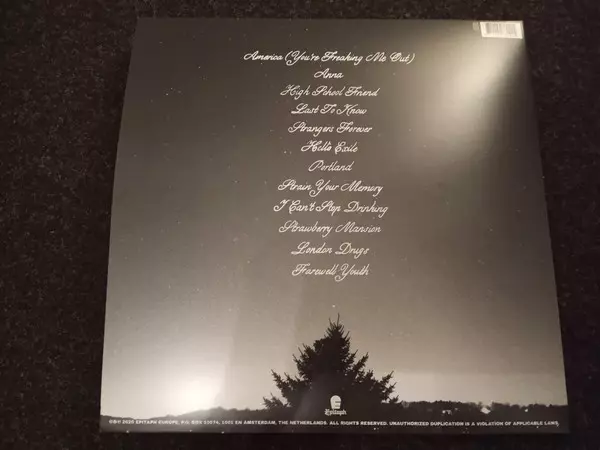 America (You're Freaking Me Out)
Anna
High School Friend
Last To Know
Strangers Forever
Hell's Exile
Portland
Strain Your Memory
I Can't Stop Drinking
Strawberry Mansion
London Drugs
Farewell Youth
Epitaph
℗© 2020 EPITAPH EUROPE, P.O. BOX 10574, 1001 EN AMSTERDAM, THE NETHERLANDS. ALL RIGHTS RESERVED. UNAUTHORIZED DUPLICATION IS A VIOLATION OF APPLICABLE LAWS.